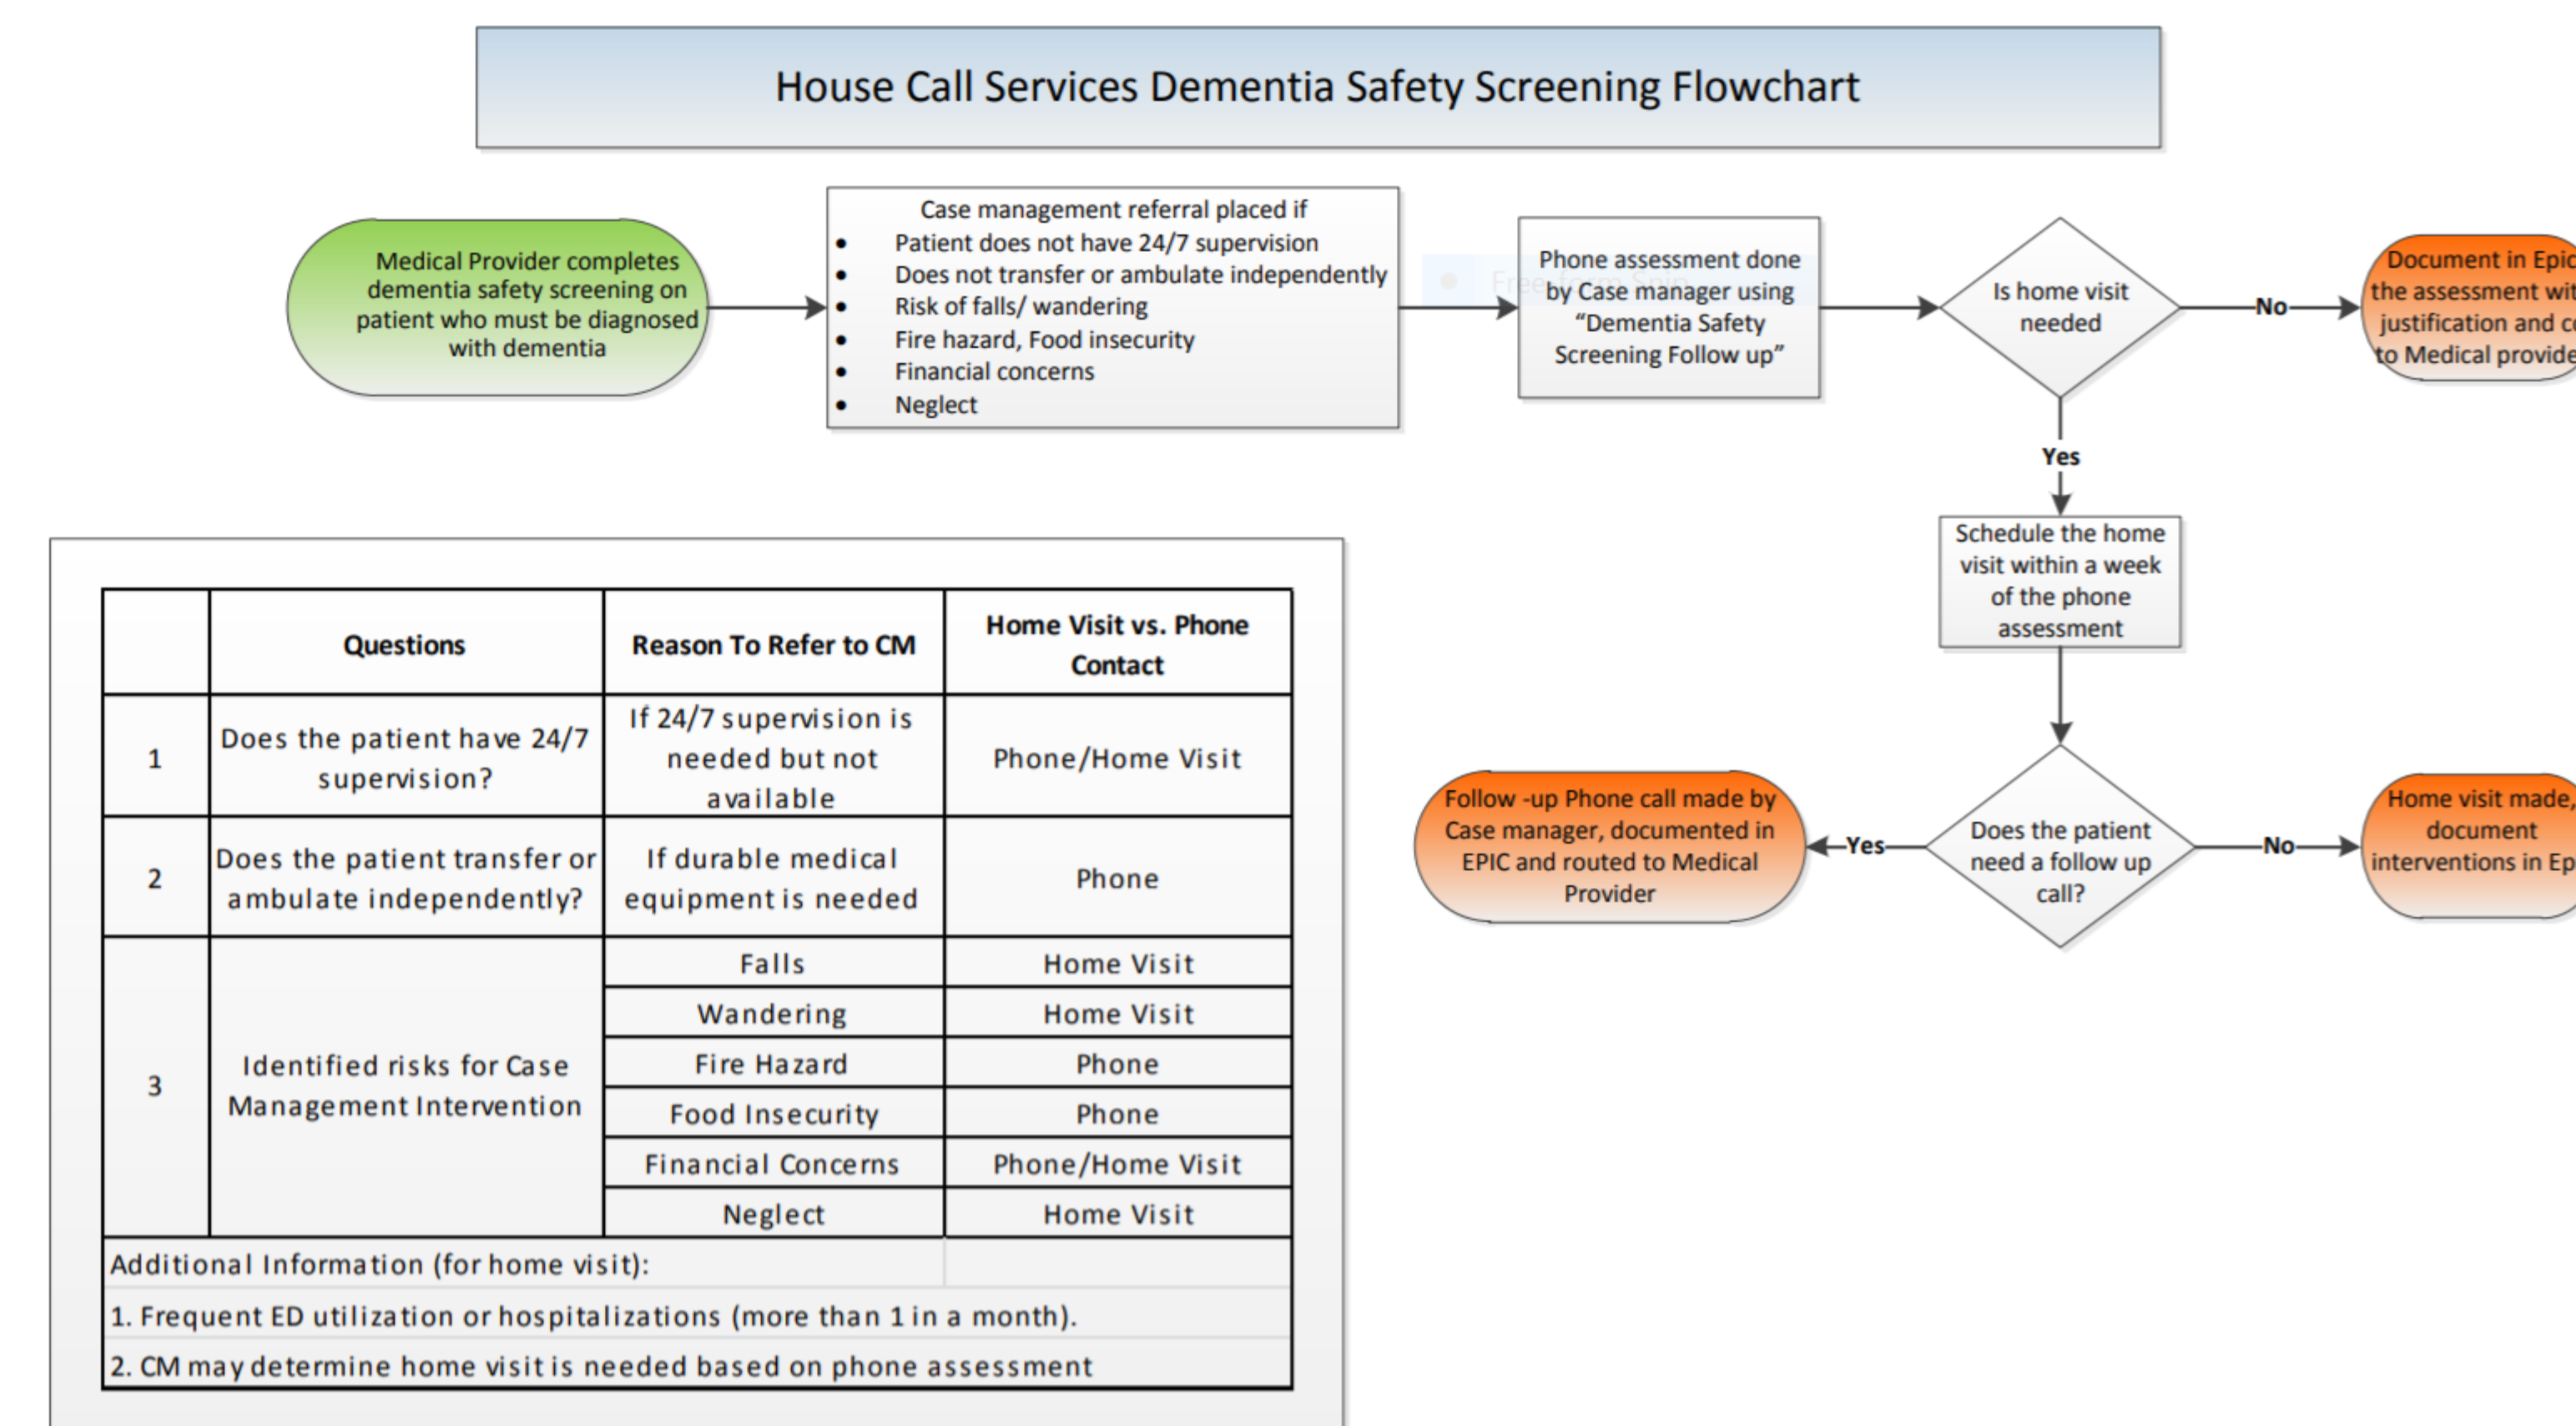 House Call Services Dementia Safety Screening Flowchart
Medical Provider completes
dementia safety screening on
patient who must be diagnosed
with dementia
Case management referral placed if
• Patient does not have 24/7 supervision
• Does not transfer or ambulate independently
• Risk of falls/ wandering
• Fire hazard, Food insecurity
• Financial concerns
• Neglect
Phone assessment done
by Case manager using
“Dementia Safety
Screening Follow up”
Is home visit
needed
No
Document in Epic
the assessment
justification and
to Medical
Yes
Schedule the home
visit within a week
of the phone
assessment
Does the patient
need a follow up
call?
Yes
Follow -up Phone call made by
Case manager, documented in
EPIC and routed to Medical
Provider
No
Home visit made,
document
interventions in
Questions
Reason To Refer to CM
Home Visit vs. Phone
Contact
1
Does the patient have 24/7
supervision?
If 24/7 supervision is
needed but not
available
Phone/Home Visit
2
Does the patient transfer or
ambulate independently?
If durable medical
equipment is needed
Phone
3
Identified risks for Case
Management Intervention
Falls
Home Visit
Wandering
Home Visit
Fire Hazard
Phone
Food Insecurity
Phone
Financial Concerns
Phone/Home Visit
Neglect
Home Visit
Additional Information (for home visit):
1. Frequent ED utilization or hospitalizations (more than 1 in a month).
2. CM may determine home visit is needed based on phone assessment